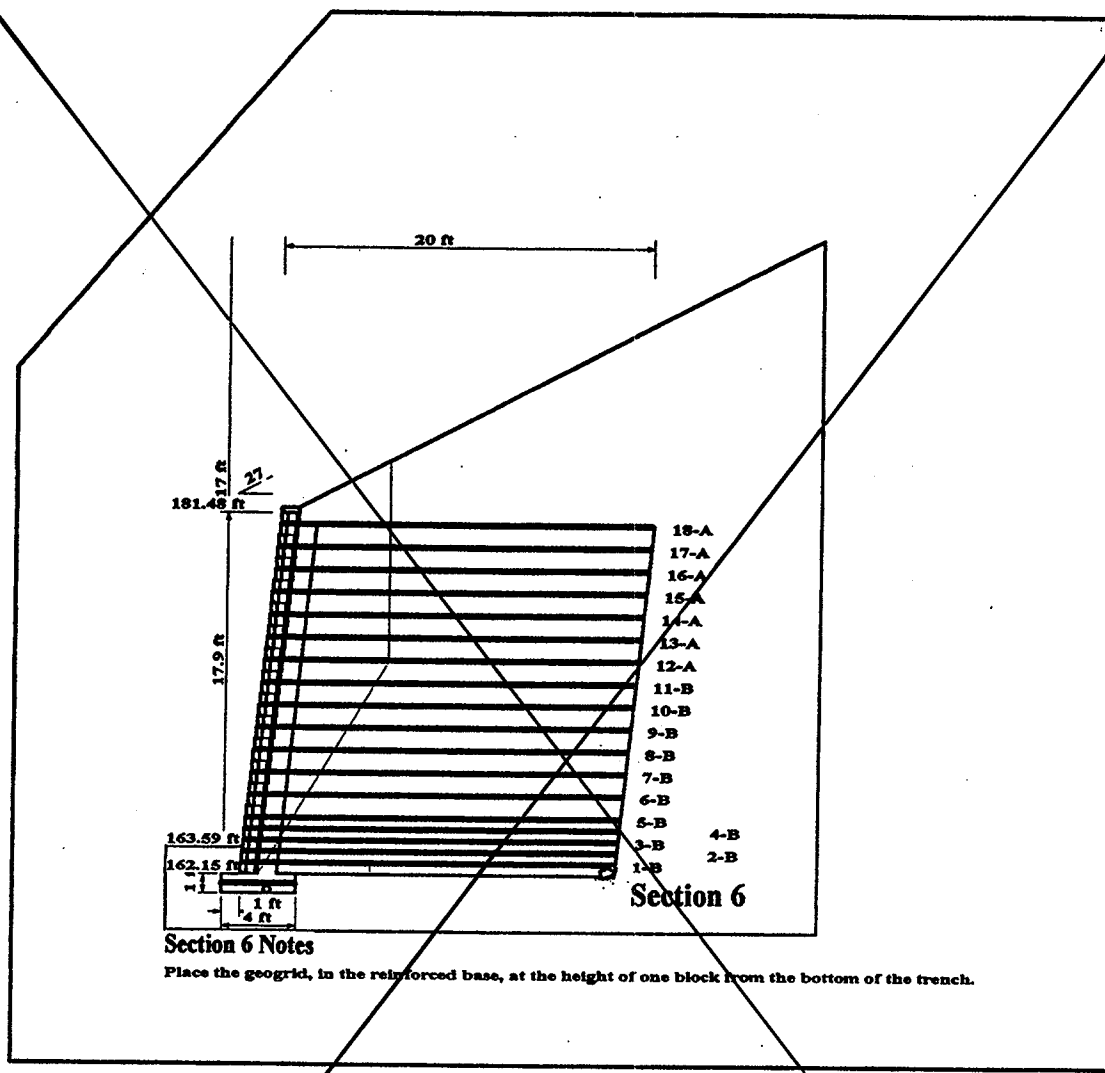 20 ft
17 ft
27
181.48 ft
18-A
17-A
16-A
15-A
14-A
13-A
12-A
17.9 ft
11-B
10-B
9-B
8-B
7-B
6-B
5-B
4-B
163.59 ft
3-B
2-B
162.15 ft
1-B
1 ft
Section 6
1 ft
4 ft
Section 6 Notes
Place the geogrid, in the reinforced base, at the height of one block from the bottom of the trench.